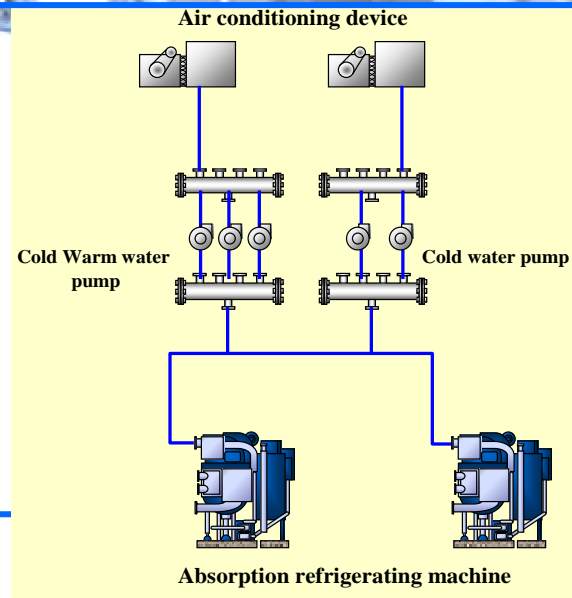 Air conditioning device
Cold Warm water
pump
Cold water pump
Absorption refrigerating machine